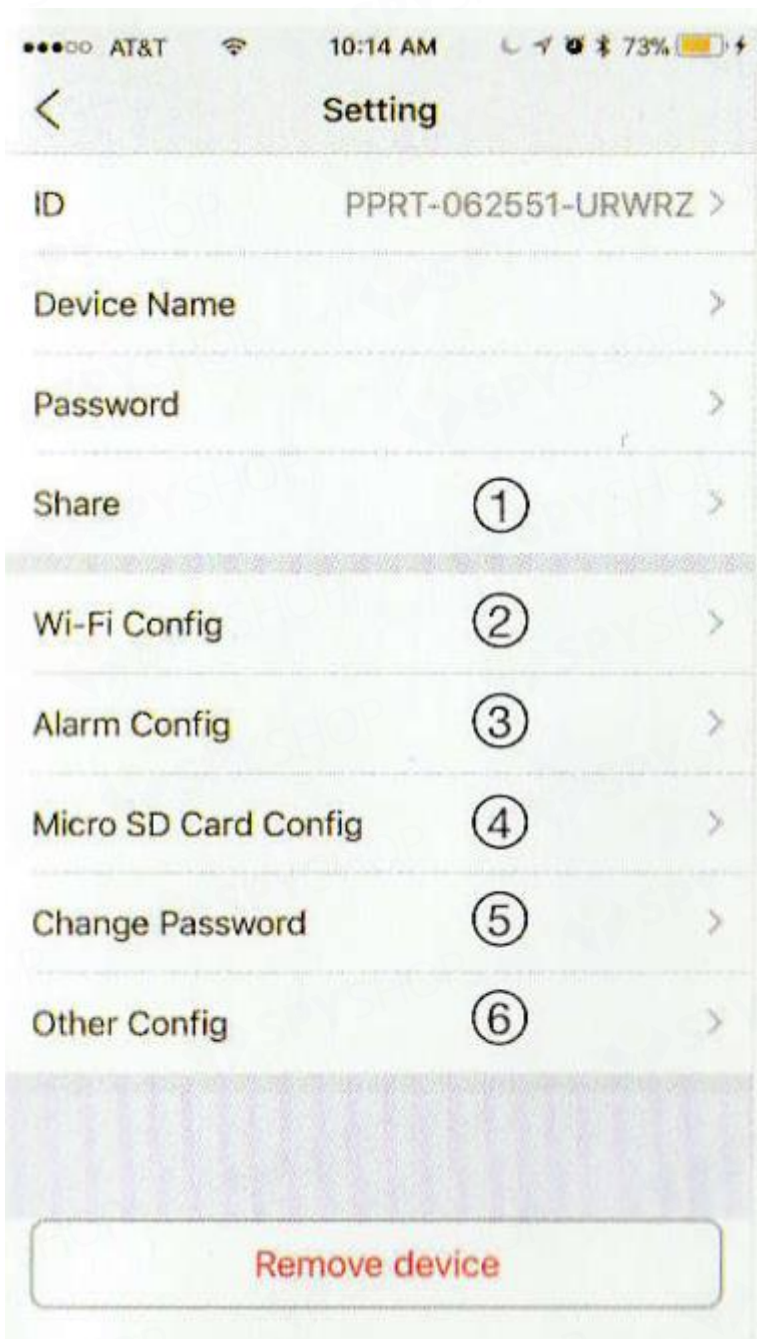 AT&T 10:14 AM 73%
Setting
ID PPRT-062551-URWRZ >
Device Name >
Password >
Share ① >
Wi-Fi Config ② >
Alarm Config ③ >
Micro SD Card Config ④ >
Change Password ⑤ >
Other Config ⑥ >
Remove device
SPYSHOP